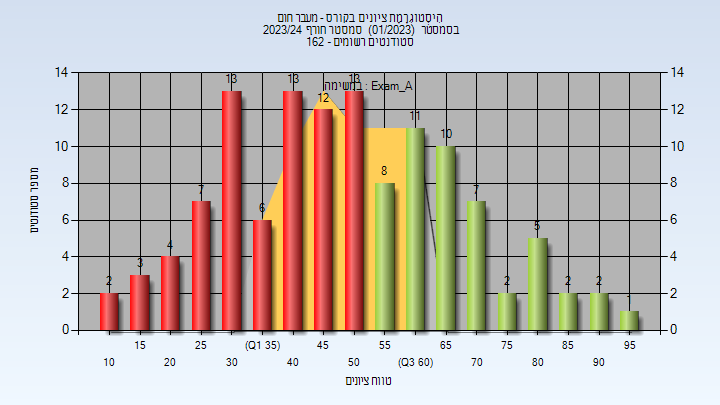 היסטוגרמת ציונים בקורס - מעבר חום
בסמסטר (01/2023) סמסטר חורף 2023/24
סטודנטים רשומים - 162
במשימה : Exam_A
מספר סטודנטים
14 14
12 12
10 10
8 8
6 6
4 4
2 2
0 0
2 3 4 7 13 6 13 12 13 8 11 10 7 2 5 2 2 1
15 25 (Q1 35) 45 55 65 75 85 95
10 20 30 40 50 (Q3 60) 70 80 90
טווח ציונים